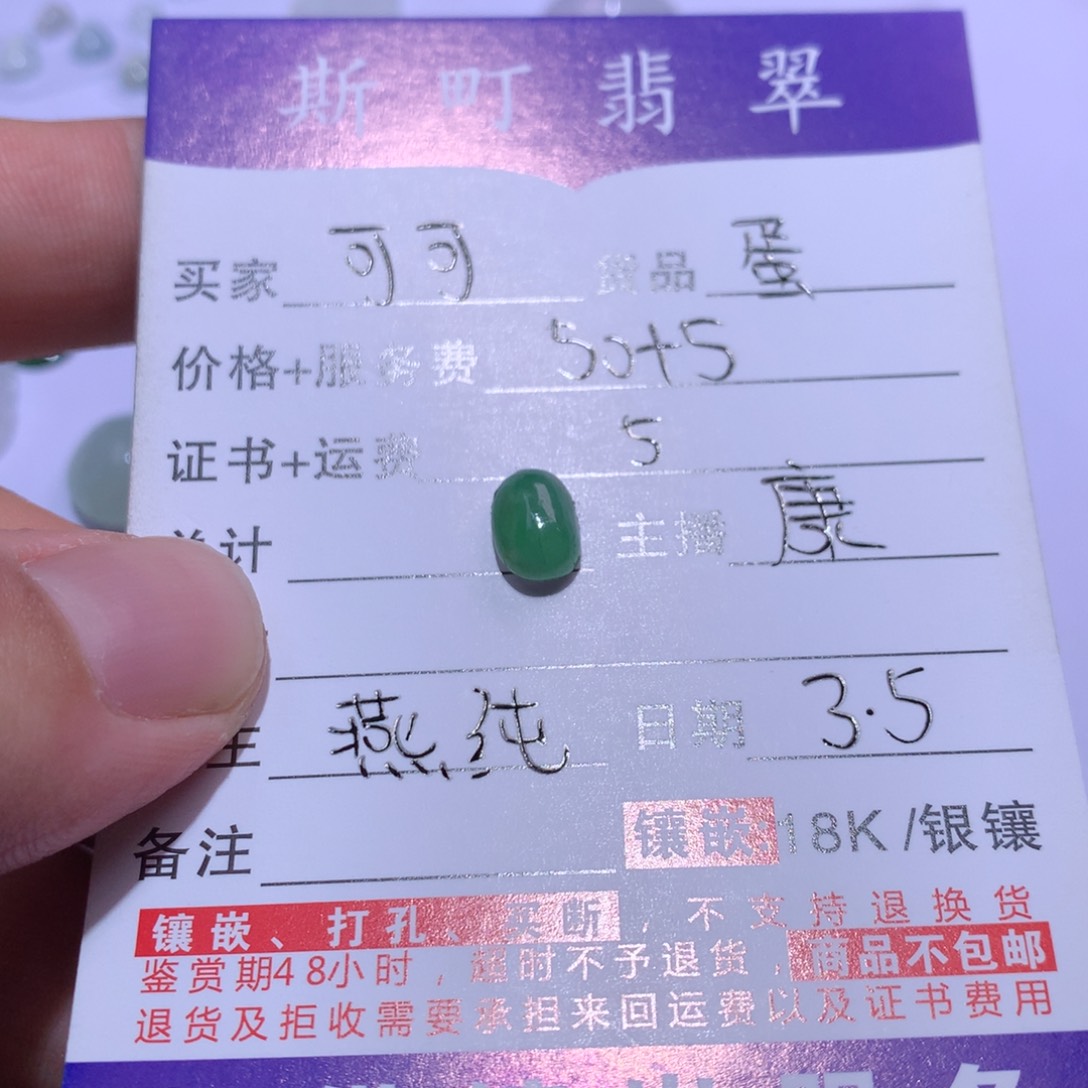 斯町翡翠
买家 可可 货品 蛋
价格+服务费 50+5
证书+运费 5
总计 主播 康
主 燕纯 日期 3.5
备注 镶嵌:18K/银镶
镶嵌、打孔、买断，不支持退换货
鉴赏期48小时，超时不予退货，商品不包邮
退货及拒收需要承担来回运费以及证书费用